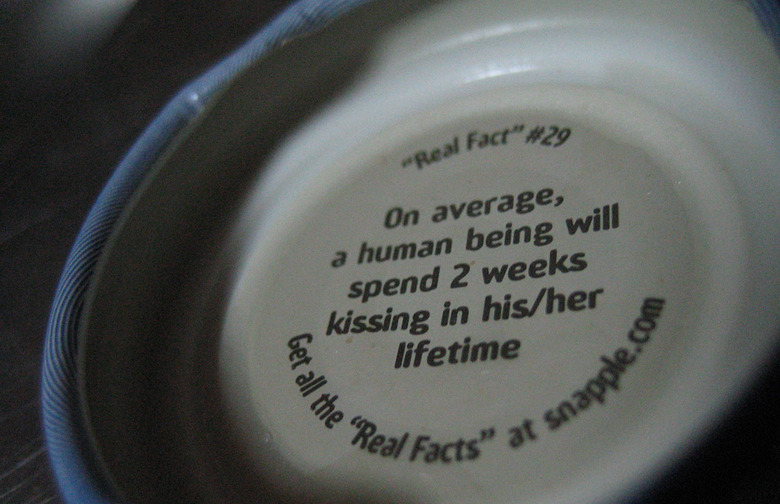 "Real Fact" #29
On average,
a human being will
spend 2 weeks
kissing in his/her
lifetime
Get all the "Real Facts" at snapple.com